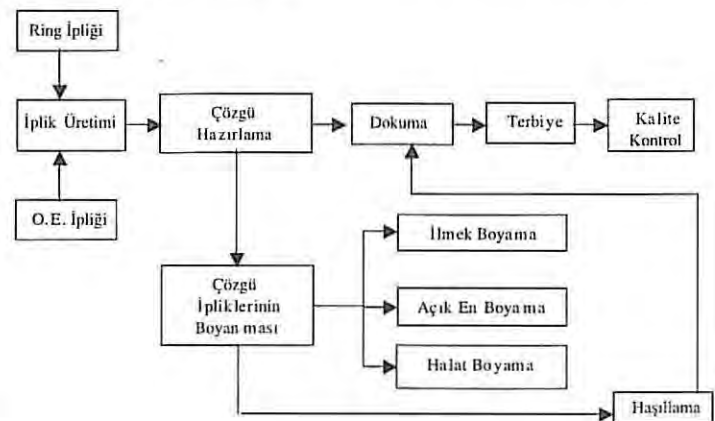 Ring İpliği
İplik Üretimi
O.E. İpliği
Çözgü
Hazırlama
Dokuma
Terbiye
Kalite
Kontrol
Çözgü
İpliklerinin
Boyanması
İlmek Boyama
Açık En Boyama
Halat Boyama
Haşıllama